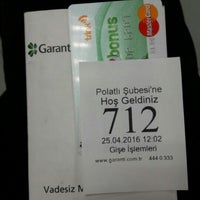 Garant
bonus
MasterCard
Polatlı Şubesi'ne
Hoş Geldiniz
712
25.04.2016 12:02
Gişe İşlemleri
www.garanti.com.tr 444 0 333
Vadesiz M